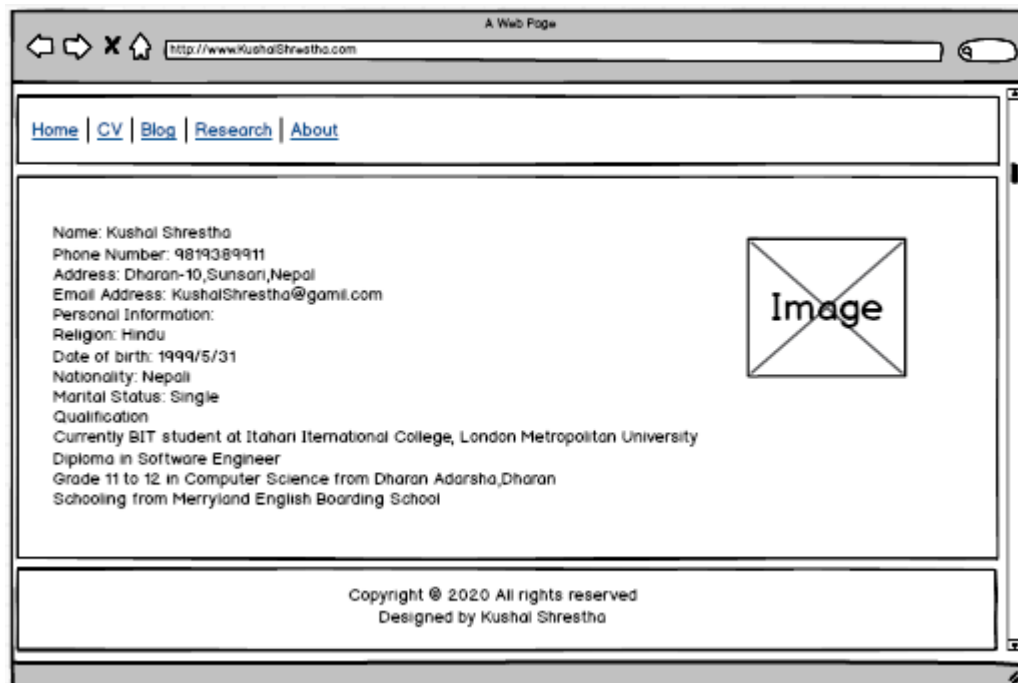 A Web Page
http://www.KushalShrestha.com
Home | CV | Blog | Research | About
Name: Kushal Shrestha
Phone Number: 9819389911
Address: Dharan-10,Sunsari,Nepal
Email Address: KushalShrestha@gamil.com
Personal Information:
Religion: Hindu
Date of birth: 1999/5/31
Nationality: Nepali
Marital Status: Single
Qualification
Currently BIT student at Itahari Iternational College, London Metropolitan University
Diploma in Software Engineer
Grade 11 to 12 in Computer Science from Dharan Adarsha,Dharan
Schooling from Merryland English Boarding School
Image
Copyright © 2020 All rights reserved
Designed by Kushal Shrestha